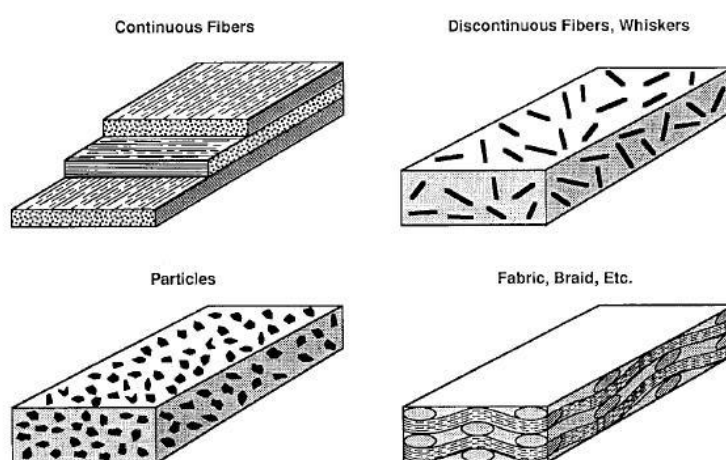 Continuous Fibers
Discontinuous Fibers, Whiskers
Particles
Fabric, Braid, Etc.